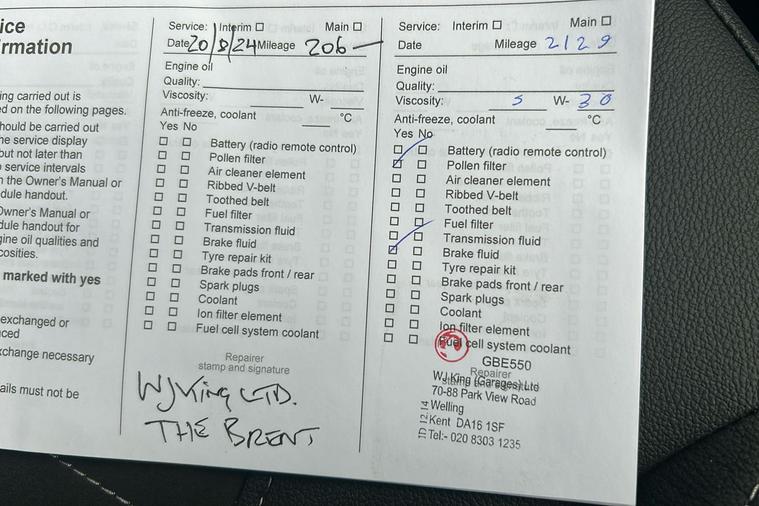 ice
rmation
ing carried out is
ed on the following pages.
hould be carried out
he service display
but not later than
service intervals
n the Owner's Manual or
dule handout.
Owner's Manual or
dule handout for
gine oil qualities and
cosities.
marked with yes
exchanged or
ced
xchange necessary
ails must not be
Service: Interim ☐ Main ☐
Date 20/ /24 Mileage 206 —
Engine oil
Quality:
Viscosity: W-
Anti-freeze, coolant °C
Yes No
☐ ☐ Battery (radio remote control)
☐ ☐ Pollen filter
☐ ☐ Air cleaner element
☐ ☐ Ribbed V-belt
☐ ☐ Toothed belt
☐ ☐ Fuel filter
☐ ☐ Transmission fluid
☐ ☐ Brake fluid
☐ ☐ Tyre repair kit
☐ ☐ Brake pads front / rear
☐ ☐ Spark plugs
☐ ☐ Coolant
☐ ☐ Ion filter element
☐ ☐ Fuel cell system coolant
Repairer
stamp and signature
WJKing LTD.
THE BRENT
Service: Interim ☐ Main ☐
Date Mileage 2129
Engine oil
Quality:
Viscosity: 5 W- 30
Anti-freeze, coolant °C
Yes No
☐ ☐ Battery (radio remote control)
☐ ☐ Pollen filter
☐ ☐ Air cleaner element
☐ ☐ Ribbed V-belt
☐ ☐ Toothed belt
☐ ☐ Fuel filter
☐ ☐ Transmission fluid
☐ ☐ Brake fluid
☐ ☐ Tyre repair kit
☐ ☐ Brake pads front / rear
☐ ☐ Spark plugs
☐ ☐ Coolant
☐ ☐ Ion filter element
☐ Fuel cell system coolant
GBE550
Repairer
stamp and signature
WJ King (Garages) Ltd
70-88 Park View Road
Welling
Kent DA16 1SF
Tel:- 020 8303 1235